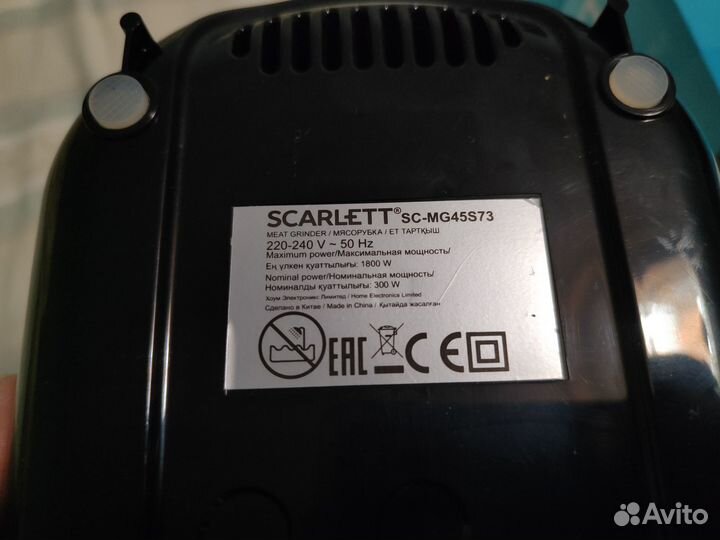 SCARLETT® SC-MG45S73
MEAT GRINDER / МЯСОРУБКА / ЕТ ТАРТҚЫШ
220-240 V ~ 50 Hz
Maximum power/Максимальная мощность/
Ең үлкен қуаттылығы: 1800 W
Nominal power/Номинальная мощность/
Номиналды қуаттылығы: 300 W
Хоум Электроникс Лимитед / Home Electronics Limited
Сделано в Китае / Made in China / Қытайда жасалған
EAC CE
Avito